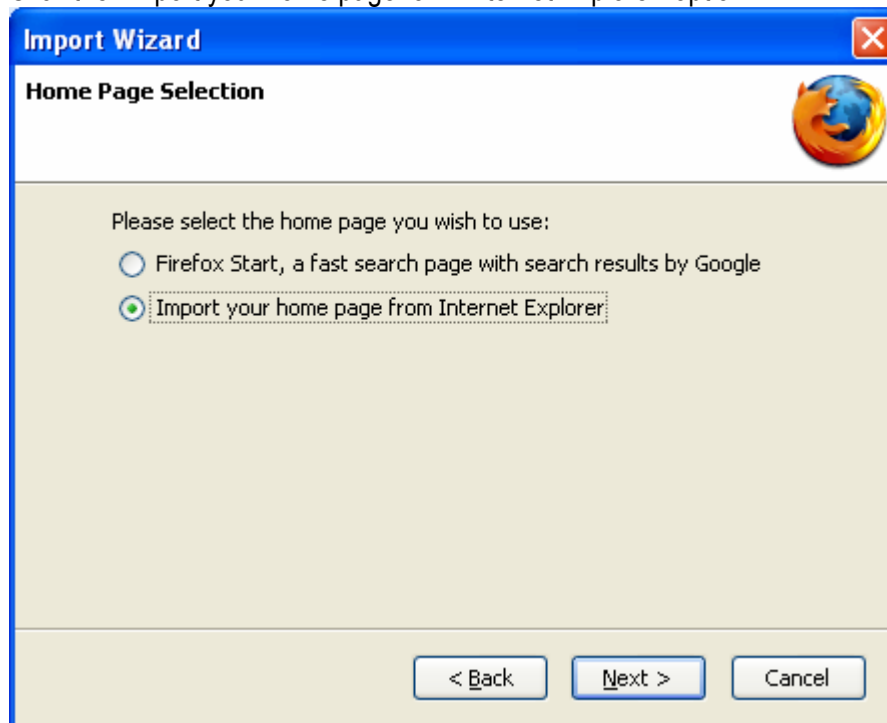 Import Wizard
Home Page Selection
Please select the home page you wish to use:
Firefox Start, a fast search page with search results by Google
Import your home page from Internet Explorer
< Back
Next >
Cancel